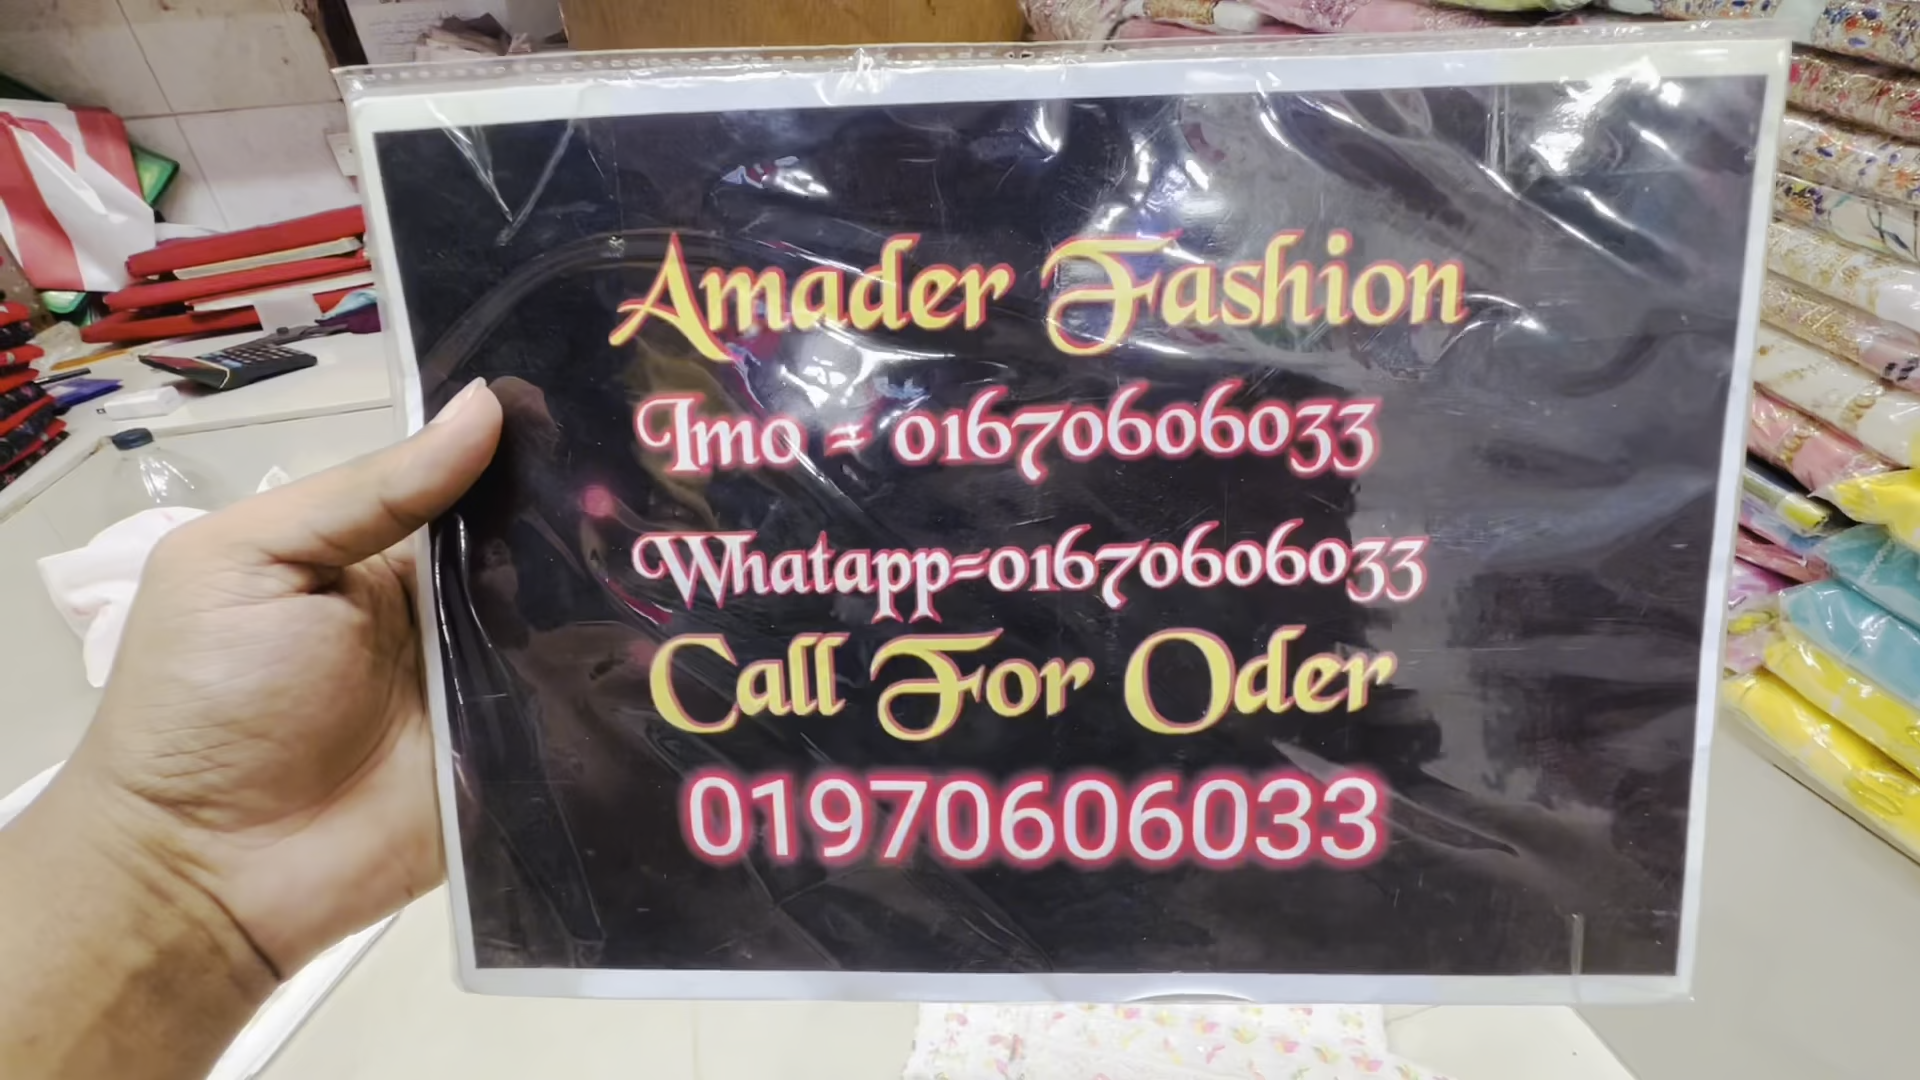 Amader Fashion
Imo = 01670606033
Whatapp=01670606033
Call For Oder
01970606033